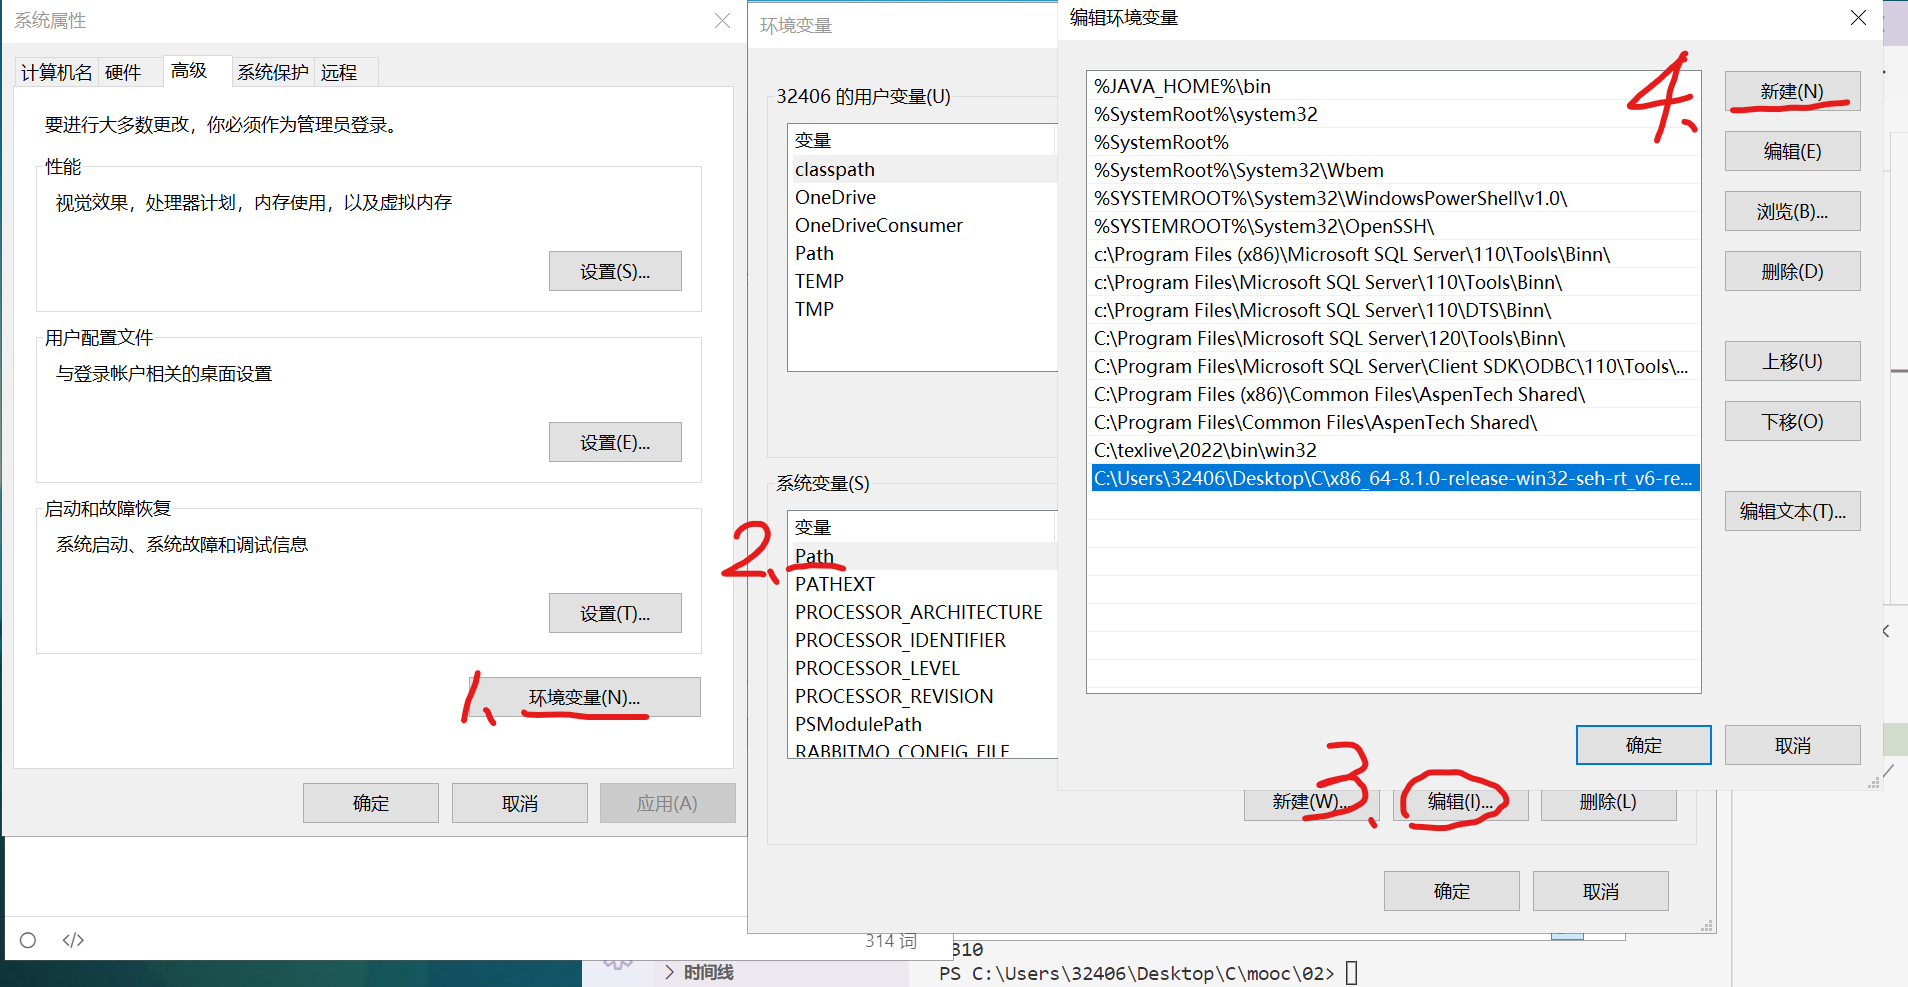 系统属性
计算机名
硬件
高级
系统保护
远程
要进行大多数更改，你必须作为管理员登录。
性能
视觉效果，处理器计划，内存使用，以及虚拟内存
设置(S)...
用户配置文件
与登录帐户相关的桌面设置
设置(E)...
启动和故障恢复
系统启动、系统故障和调试信息
设置(T)...
1、
环境变量(N)...
确定
取消
应用(A)
314 词
环境变量
32406 的用户变量(U)
变量
classpath
OneDrive
OneDriveConsumer
Path
TEMP
TMP
系统变量(S)
2、
变量
Path
PATHEXT
PROCESSOR_ARCHITECTURE
PROCESSOR_IDENTIFIER
PROCESSOR_LEVEL
PROCESSOR_REVISION
PSModulePath
RABBITMQ_CONFIG_FILE
新建(W)...
3、
编辑(I)...
删除(L)
确定
取消
编辑环境变量
%JAVA_HOME%\bin
%SystemRoot%\system32
%SystemRoot%
%SystemRoot%\System32\Wbem
%SYSTEMROOT%\System32\WindowsPowerShell\v1.0\
%SYSTEMROOT%\System32\OpenSSH\
c:\Program Files (x86)\Microsoft SQL Server\110\Tools\Binn\
c:\Program Files\Microsoft SQL Server\110\Tools\Binn\
c:\Program Files\Microsoft SQL Server\110\DTS\Binn\
C:\Program Files\Microsoft SQL Server\120\Tools\Binn\
C:\Program Files\Microsoft SQL Server\Client SDK\ODBC\110\Tools\...
C:\Program Files (x86)\Common Files\AspenTech Shared\
C:\Program Files\Common Files\AspenTech Shared\
C:\texlive\2022\bin\win32
C:\Users\32406\Desktop\C\x86_64-8.1.0-release-win32-seh-rt_v6-re...
4、
新建(N)
编辑(E)
浏览(B)...
删除(D)
上移(U)
下移(O)
编辑文本(T)...
确定
取消
时间线
310
PS C:\Users\32406\Desktop\C\mooc\02>